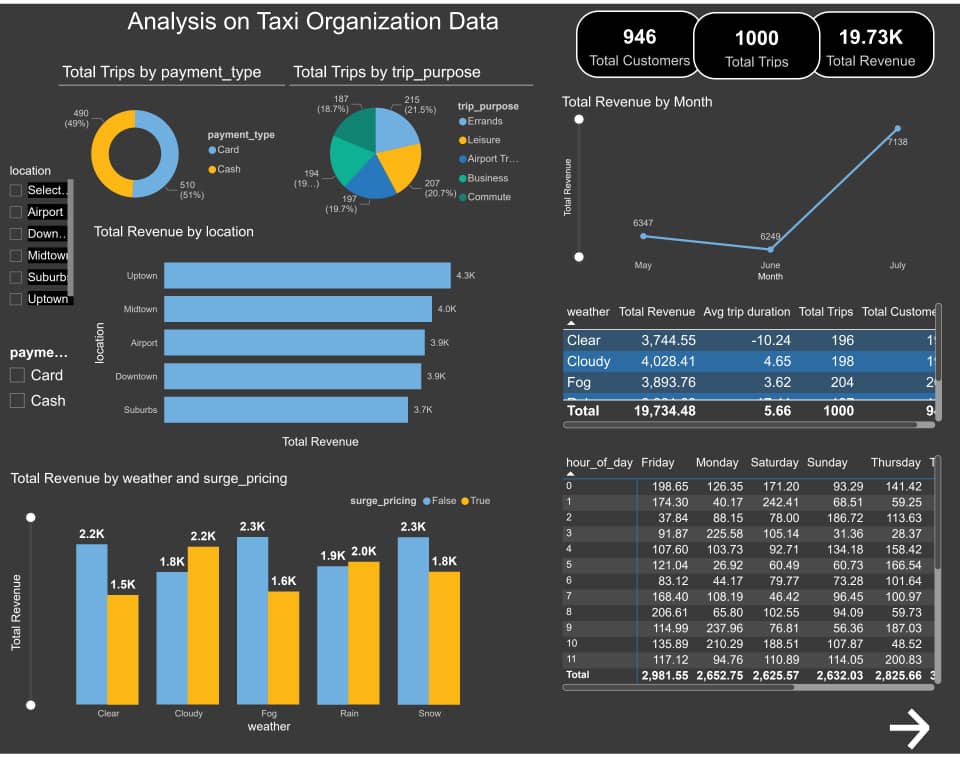 Analysis on Taxi Organization Data
946
Total Customers
1000
Total Trips
19.73K
Total Revenue
Total Trips by payment_type
490
(49%)
510
(51%)
payment_type
Card
Cash
Total Trips by trip_purpose
187
(18.7%)
215
(21.5%)
194
(19...)
197
(19.7%)
207
(20.7%)
trip_purpose
Errands
Leisure
Airport Tr...
Business
Commute
Total Revenue by Month
Total Revenue
6347
6249
7138
May
June
July
Month
location
Select...
Airport
Down...
Midtown
Suburbs
Uptown
payme...
Card
Cash
Total Revenue by location
location
Uptown 4.3K
Midtown 4.0K
Airport 3.9K
Downtown 3.9K
Suburbs 3.7K
Total Revenue
weather Total Revenue Avg trip duration Total Trips Total Custome
Clear 3,744.55 -10.24 196 1
Cloudy 4,028.41 4.65 198 1
Fog 3,893.76 3.62 204 2
Total 19,734.48 5.66 1000 9
Total Revenue by weather and surge_pricing
surge_pricing False True
Total Revenue
2.2K 1.5K 1.8K 2.2K 2.3K 1.6K 1.9K 2.0K 2.3K 1.8K
Clear Cloudy Fog Rain Snow
weather
hour_of_day Friday Monday Saturday Sunday Thursday T
0 198.65 126.35 171.20 93.29 141.42
1 174.30 40.17 242.41 68.51 59.25
2 37.84 88.15 78.00 186.72 113.63
3 91.87 225.58 105.14 31.36 28.37
4 107.60 103.73 92.71 134.18 158.42
5 121.04 26.92 60.49 60.73 166.54
6 83.12 44.17 79.77 73.28 101.64
7 168.40 108.19 46.42 96.45 100.97
8 206.61 65.80 102.55 94.09 59.73
9 114.99 237.96 76.81 56.36 187.03
10 135.89 210.29 188.51 107.87 48.52
11 117.12 94.76 110.89 114.05 200.83
Total 2,981.55 2,652.75 2,625.57 2,632.03 2,825.66 3